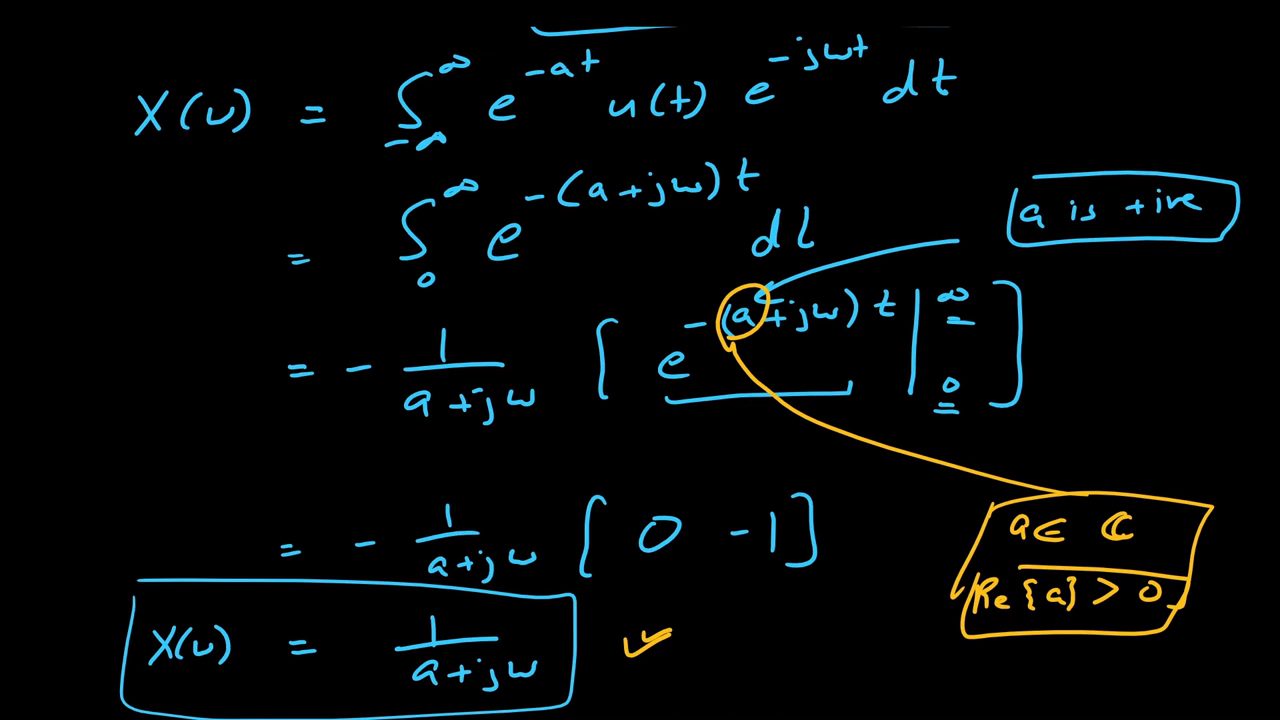 X(ω) = ∫_{-∞}^{∞} e^{-at} u(t) e^{-jωt} dt
= ∫_{0}^{∞} e^{-(a+jω)t} dt
a is +ive
= - 1/(a+jω) [ e^{-(a+jω)t} |_{0}^{∞} ]
= - 1/(a+jω) [ 0 -1 ]
a ∈ ℂ
Re{a} > 0
X(ω) = 1/(a+jω) ✓